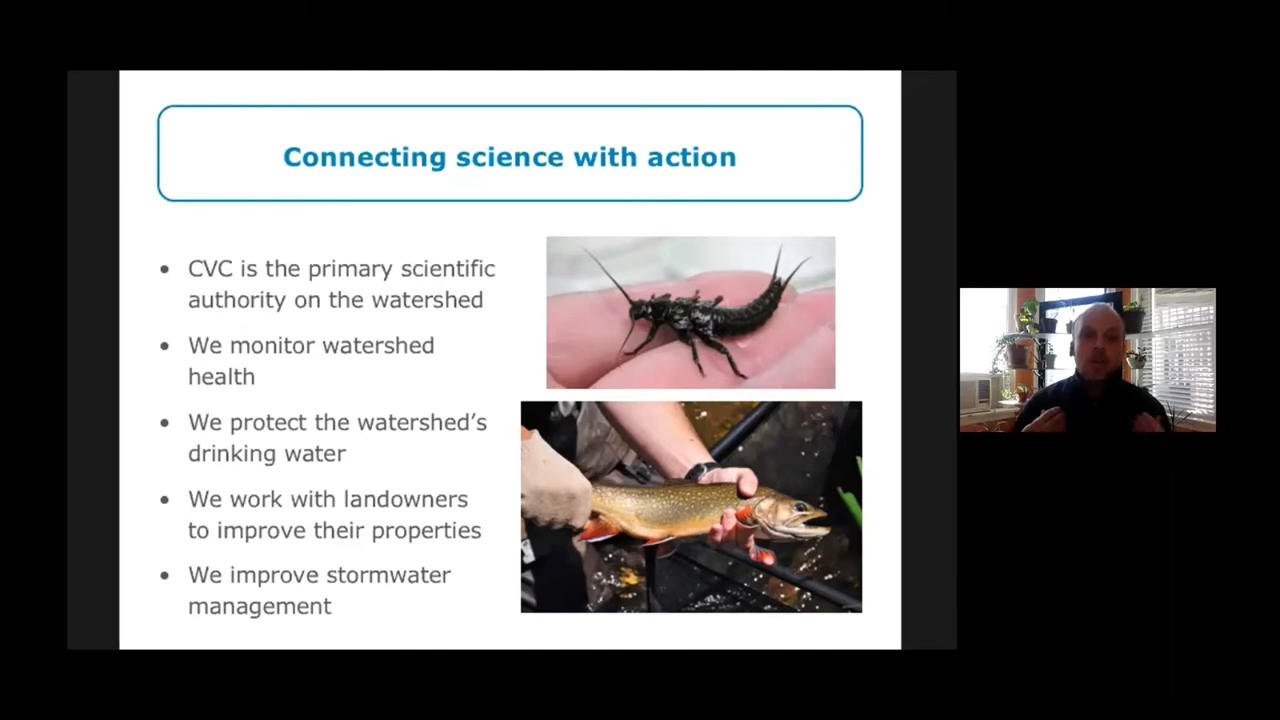 Connecting science with action
• CVC is the primary scientific
authority on the watershed
• We monitor watershed
health
• We protect the watershed’s
drinking water
• We work with landowners
to improve their properties
• We improve stormwater
management